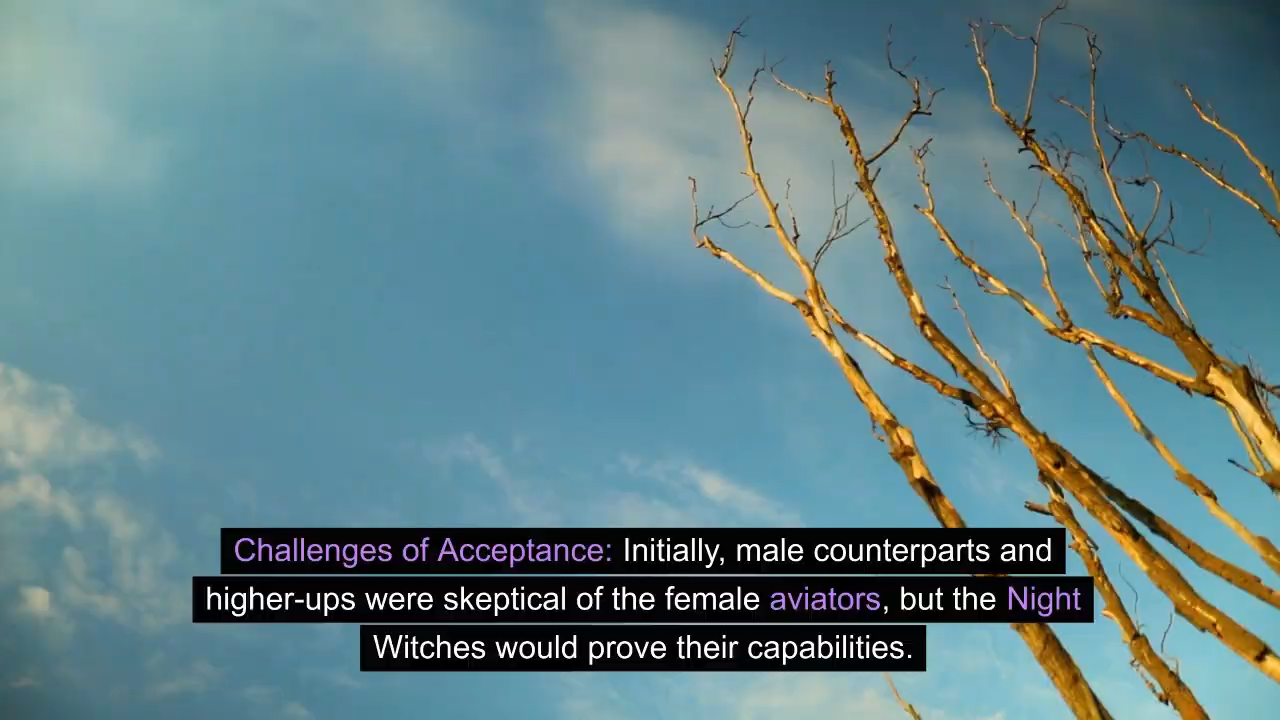 Challenges of Acceptance: Initially, male counterparts and
higher-ups were skeptical of the female aviators, but the Night
Witches would prove their capabilities.